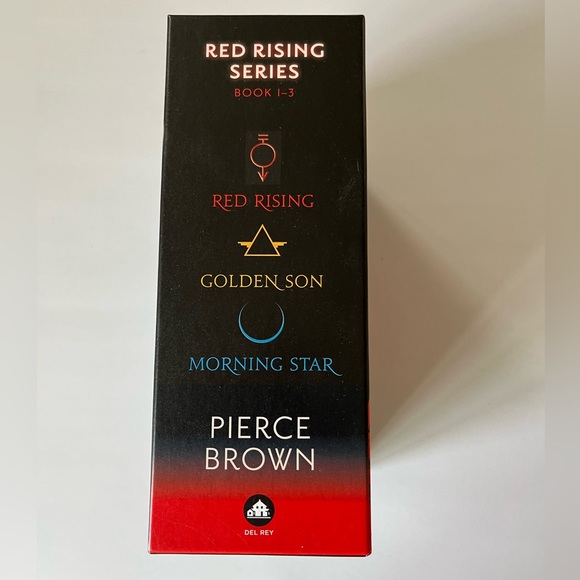 RED RISING
SERIES
BOOK 1–3
RED RISING
GOLDEN SON
MORNING STAR
PIERCE
BROWN
DEL REY